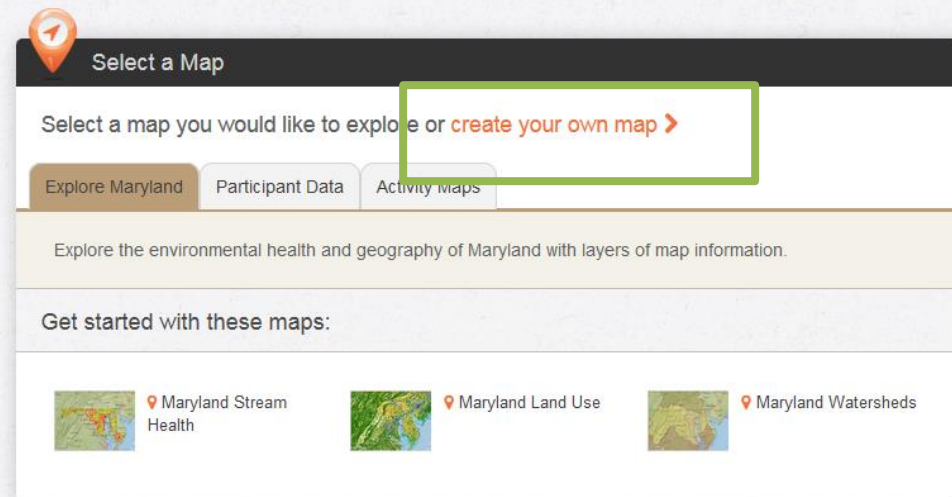 Select a Map
Select a map you would like to explore or create your own map
Explore Maryland Participant Data Activity Maps
Explore the environmental health and geography of Maryland with layers of map information.
Get started with these maps:
Maryland Stream Health
Maryland Land Use
Maryland Watersheds